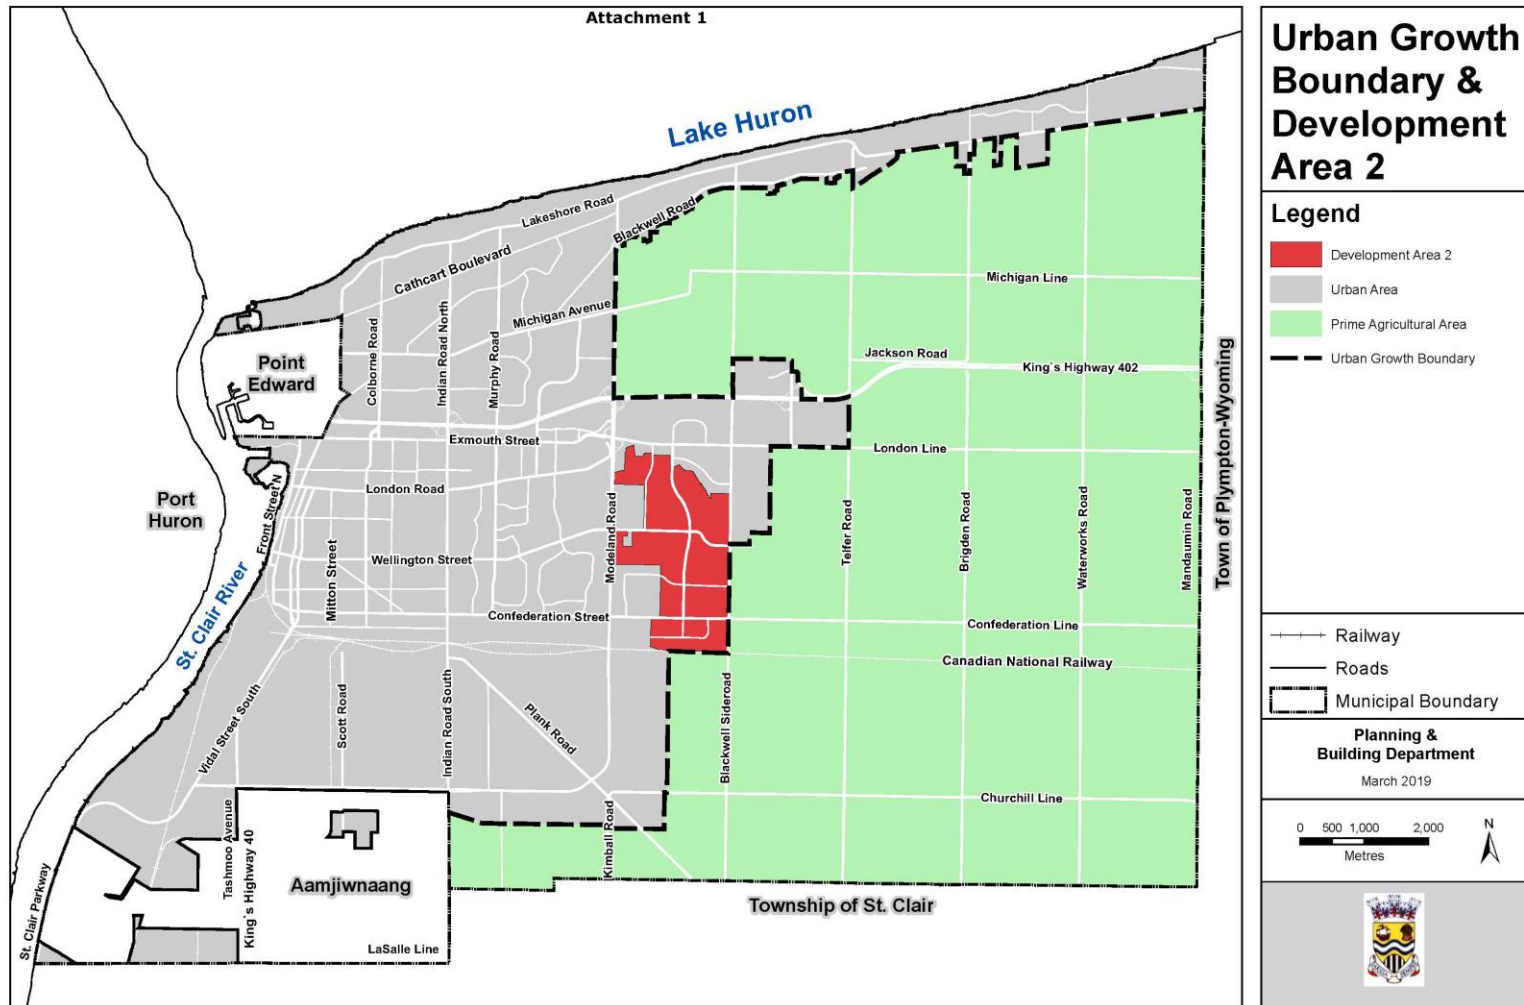 Attachment 1
Urban Growth
Boundary &
Development
Area 2
Legend
Development Area 2
Urban Area
Prime Agricultural Area
Urban Growth Boundary
Railway
Roads
Municipal Boundary
Planning &
Building Department
March 2019
0 500 1,000 2,000
Metres
N
Lake Huron
Lakeshore Road
Blackwell Road
Cathcart Boulevard
Michigan Line
Michigan Avenue
Colborne Road
Indian Road North
Murphy Road
Point
Edward
Jackson Road
King`s Highway 402
Exmouth Street
London Line
London Road
Front Street N
Port
Huron
Modeland Road
Telfer Road
Brigden Road
Waterworks Road
Mandaumin Road
Town of Plympton-Wyoming
Wellington Street
Mitton Street
St. Clair River
Confederation Street
Confederation Line
Canadian National Railway
Vidal Street South
Scott Road
Indian Road South
Plank Road
Blackwell Sideroad
Churchill Line
Kimball Road
Tashmoo Avenue
King`s Highway 40
Aamjiwnaang
Township of St. Clair
St. Clair Parkway
LaSalle Line